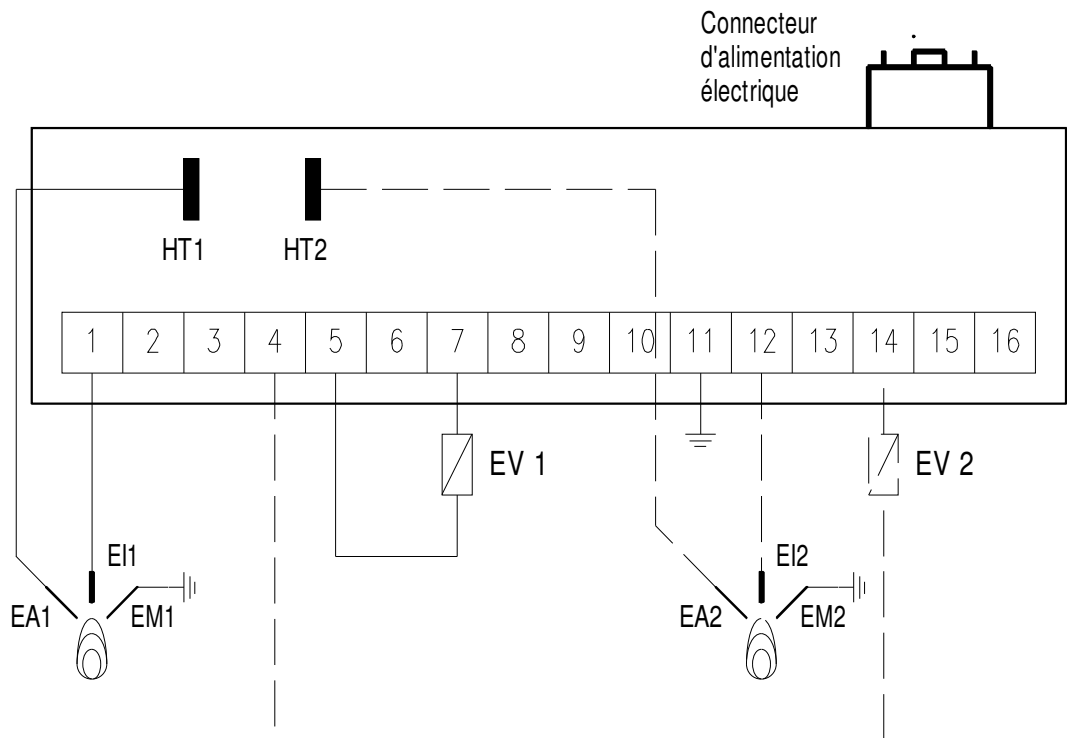 Connecteur
d'alimentation
électrique
HT1 HT2
1 2 3 4 5 6 7 8 9 10 11 12 13 14 15 16
EV 1 EV 2
EI1 EI2
EA1 EM1 EA2 EM2